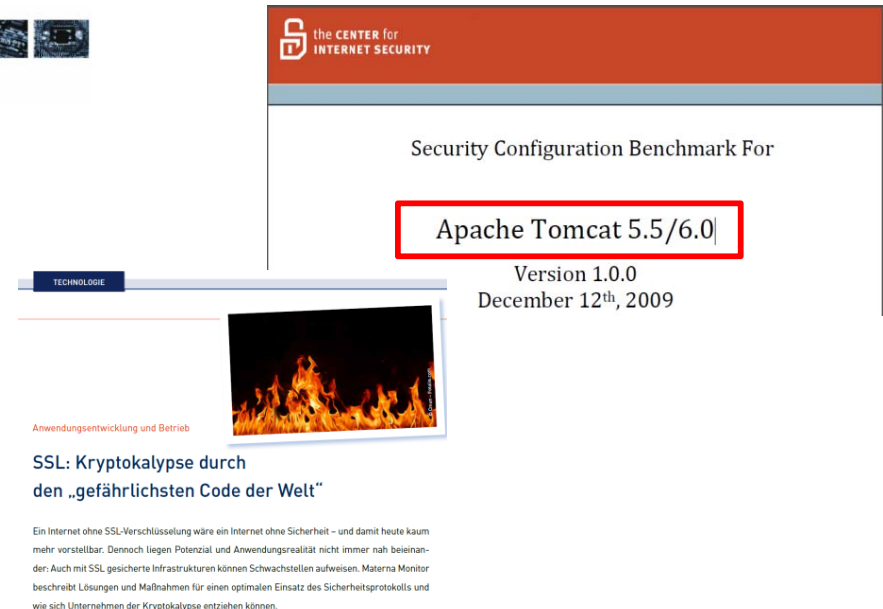 the CENTER for
INTERNET SECURITY
Security Configuration Benchmark For
Apache Tomcat 5.5/6.0
Version 1.0.0
December 12th, 2009
TECHNOLOGIE
Anwendungsentwicklung und Betrieb
SSL: Kryptokalypse durch
den „gefährlichsten Code der Welt“
Ein Internet ohne SSL-Verschlüsselung wäre ein Internet ohne Sicherheit – und damit heute kaum
mehr vorstellbar. Dennoch liegen Potenzial und Anwendungsrealität nicht immer nah beieinan-
der: Auch mit SSL gesicherte Infrastrukturen können Schwachstellen aufweisen. Materna Monitor
beschreibt Lösungen und Maßnahmen für einen optimalen Einsatz des Sicherheitsprotokolls und
wie sich Unternehmen der Kryptokalypse entziehen können.